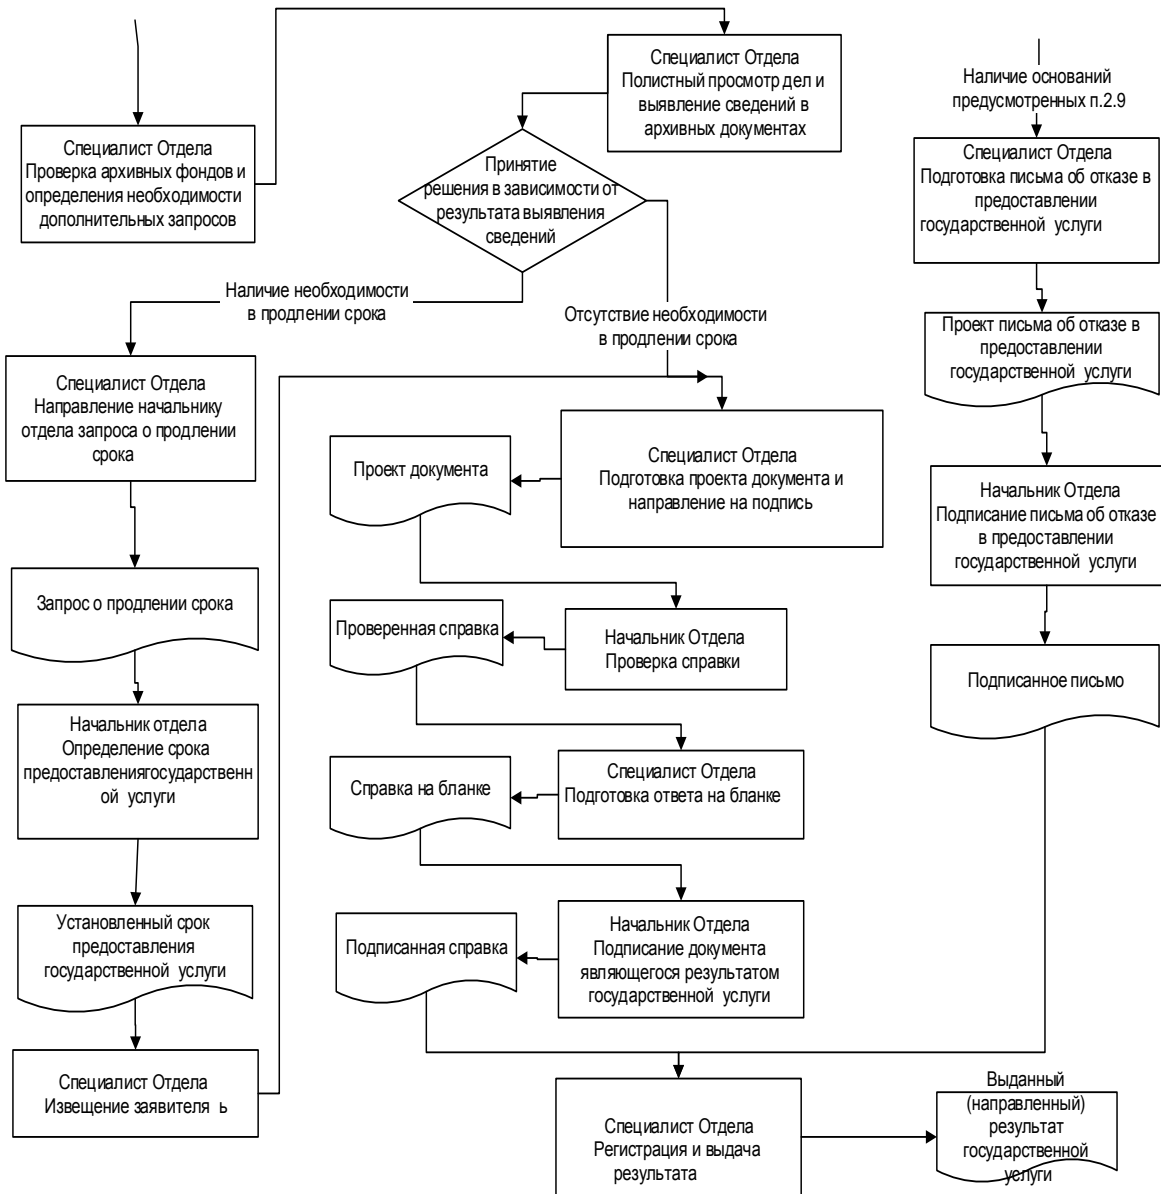 Специалист Отдела
Проверка архивных фондов и
определения необходимости
дополнительных запросов
Специалист Отдела
Полистный просмотр дел и
выявление сведений в
архивных документах
Принятие
решения в зависимости от
результата выявления
сведений
Наличие необходимости
в продлении срока
Отсутствие необходимости
в продлении срока
Специалист Отдела
Направление начальнику
отдела запроса о продлении
срока
Запрос о продлении срока
Начальник отдела
Определение срока
предоставлениягосударственн
ой услуги
Установленный срок
предоставления
государственной услуги
Специалист Отдела
Извещение заявителя ь
Специалист Отдела
Подготовка проекта документа и
направление на подпись
Проект документа
Начальник Отдела
Проверка справки
Проверенная справка
Специалист Отдела
Подготовка ответа на бланке
Справка на бланке
Начальник Отдела
Подписание документа
являющегося результатом
государственной услуги
Подписанная справка
Наличие оснований
предусмотренных п.2.9
Специалист Отдела
Подготовка письма об отказе в
предоставлении
государственной услуги
Проект письма об отказе в
предоставлении
государственной услуги
Начальник Отдела
Подписание письма об отказе
в предоставлении
государственной услуги
Подписанное письмо
Специалист Отдела
Регистрация и выдача
результата
Выданный
(направленный)
результат
государственной
услуги